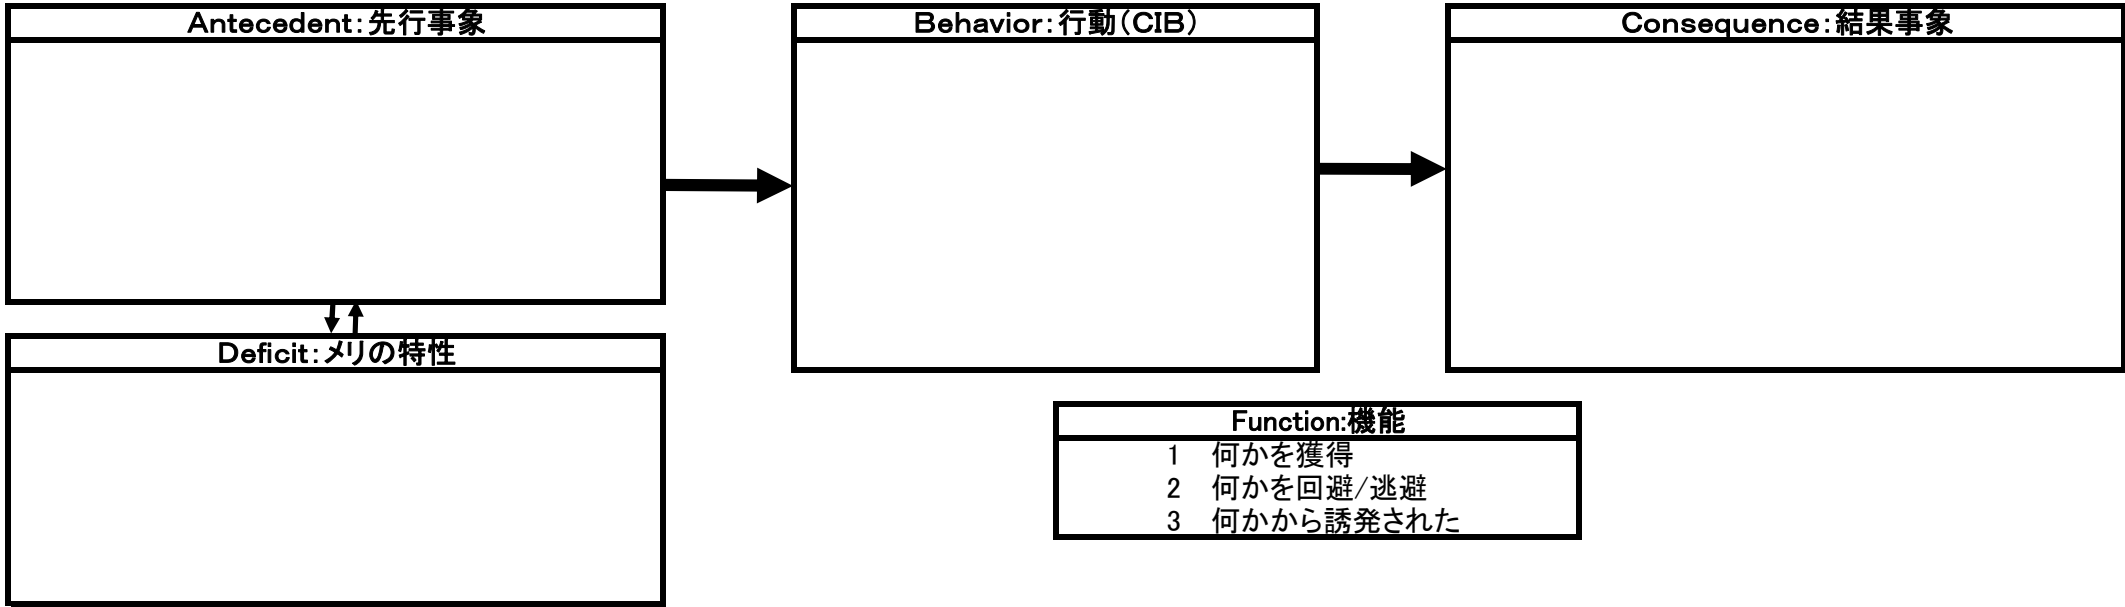 Antecedent：先行事象
Behavior：行動（CIB）
Consequence：結果事象
Deficit：メリの特性
Function:機能
1　何かを獲得
2　何かを回避/逃避
3　何かから誘発された